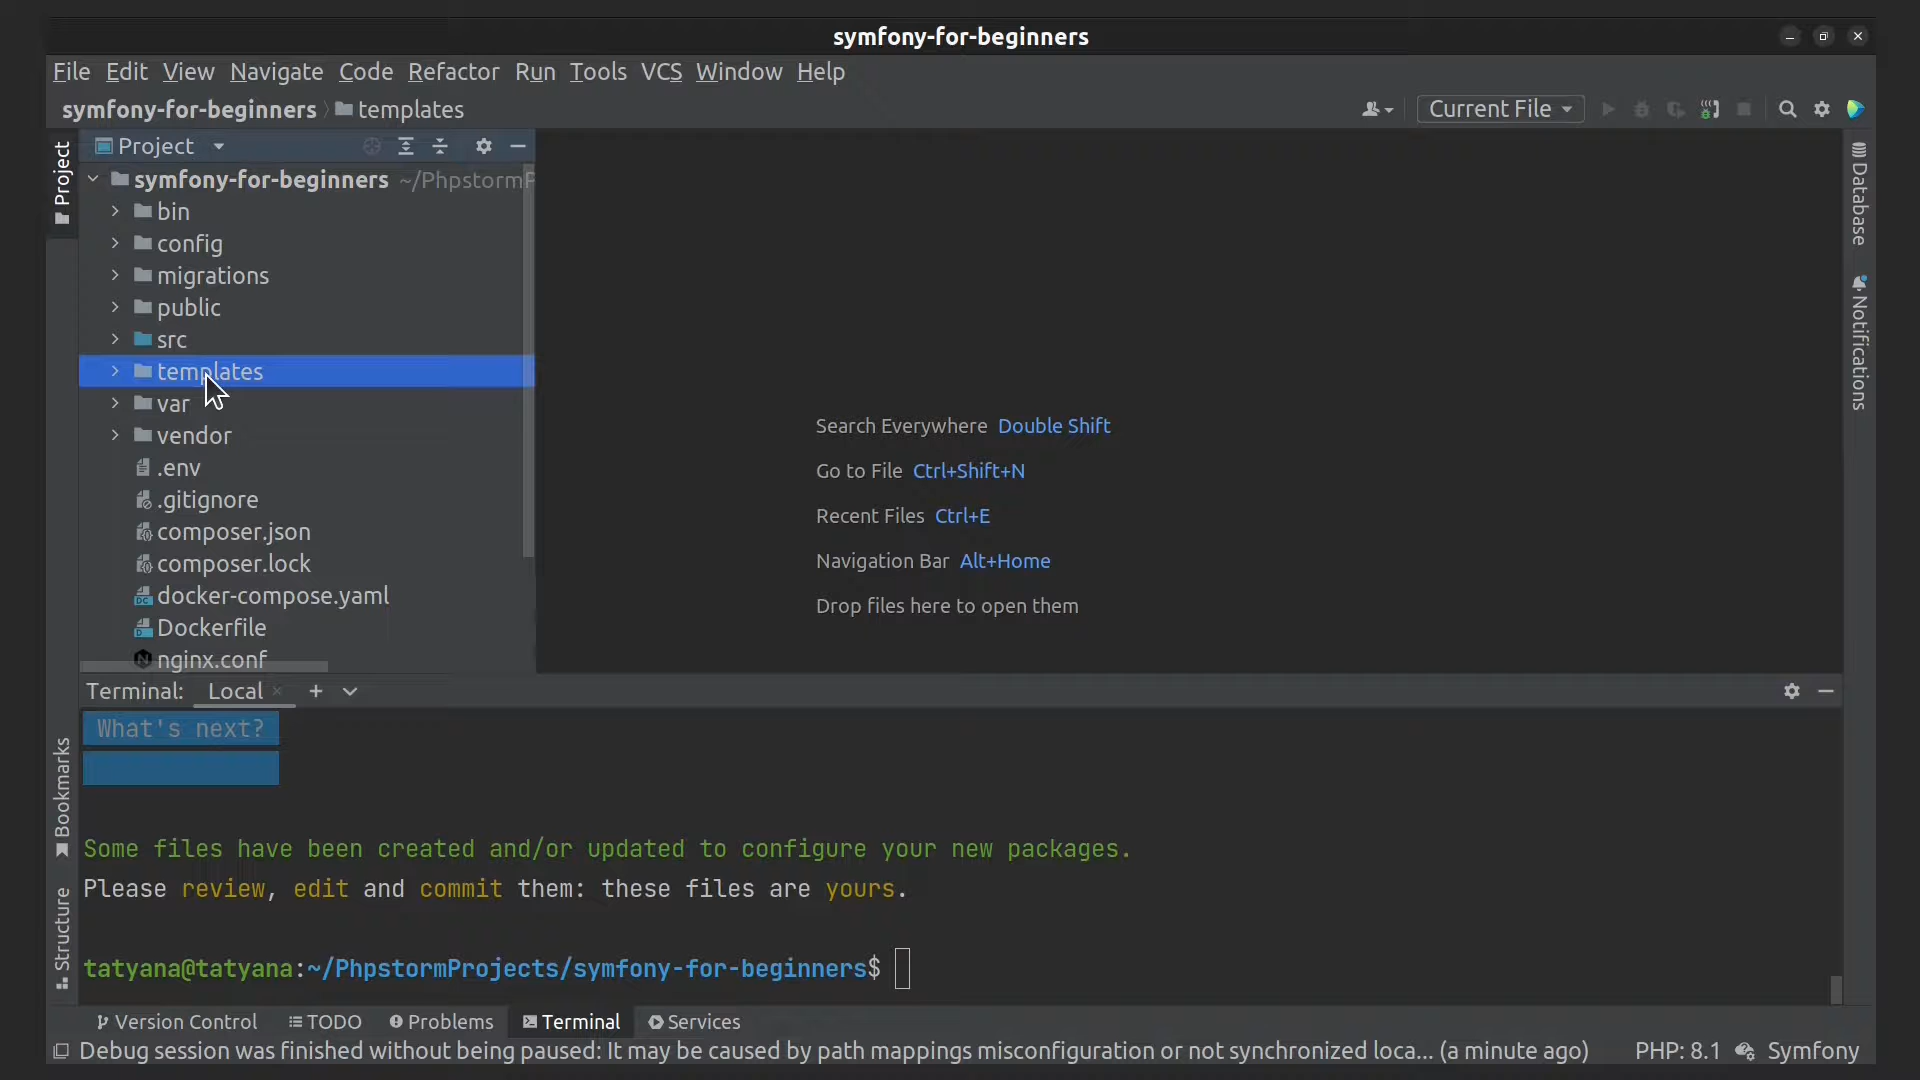 symfony-for-beginners
File Edit View Navigate Code Refactor Run Tools VCS Window Help
symfony-for-beginners templates
Current File
Project
Project
symfony-for-beginners ~/PhpstormP
bin
config
migrations
public
src
templates
var
vendor
.env
.gitignore
composer.json
composer.lock
docker-compose.yaml
Dockerfile
nginx.conf
Search Everywhere Double Shift
Go to File Ctrl+Shift+N
Recent Files Ctrl+E
Navigation Bar Alt+Home
Drop files here to open them
Database
Notifications
Terminal: Local
What's next?
Some files have been created and/or updated to configure your new packages.
Please review, edit and commit them: these files are yours.
tatyana@tatyana:~/PhpstormProjects/symfony-for-beginners$
Bookmarks
Structure
Version Control TODO Problems Terminal Services
Debug session was finished without being paused: It may be caused by path mappings misconfiguration or not synchronized loca... (a minute ago) PHP: 8.1 Symfony